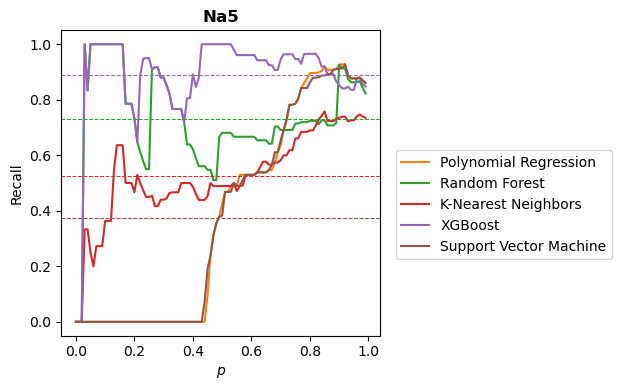 Na5
Recall
1.0
0.8
0.6
0.4
0.2
0.0
0.0 0.2 0.4 0.6 0.8 1.0
p
Polynomial Regression
Random Forest
K-Nearest Neighbors
XGBoost
Support Vector Machine